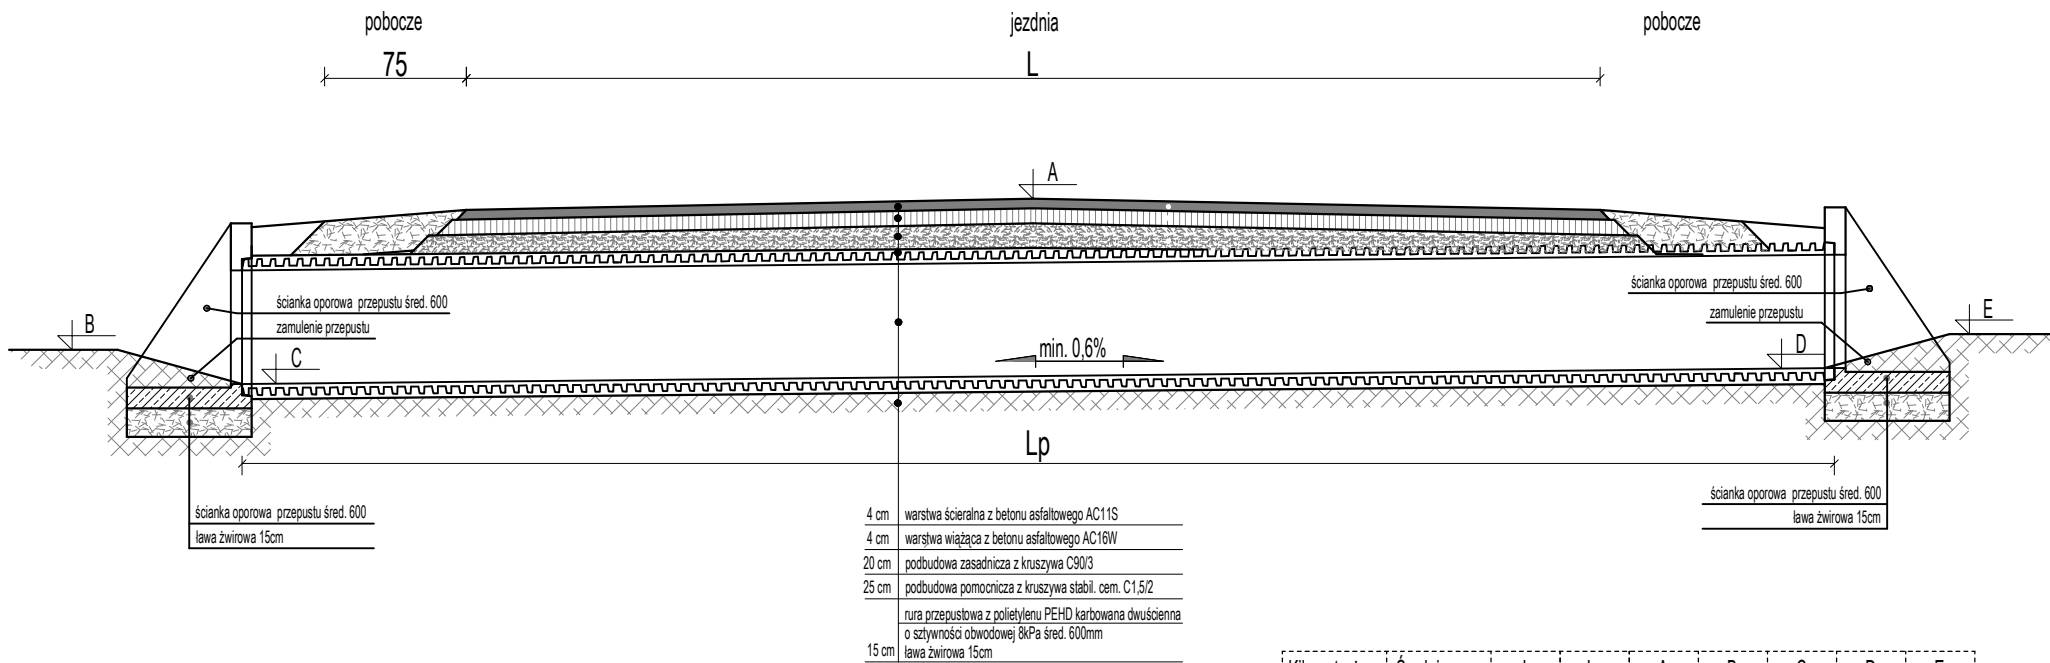 pobocze jezdnia pobocze
75 L
A
B
C
D
E
ścianka oporowa przepustu śred. 600
zamulenie przepustu
ścianka oporowa przepustu śred. 600
zamulenie przepustu
min. 0,6%
Lp
ścianka oporowa przepustu śred. 600
ława żwirowa 15cm
ścianka oporowa przepustu śred. 600
ława żwirowa 15cm
4 cm warstwa ścieralna z betonu asfaltowego AC11S
4 cm warstwa wiążąca z betonu asfaltowego AC16W
20 cm podbudowa zasadnicza z kruszywa C90/3
25 cm podbudowa pomocnicza z kruszywa stabil. cem. C1,5/2
rura przepustowa z polietylenu PEHD karbowana dwuścienna
o sztywności obwodowej 8kPa śred. 600mm
15 cm ława żwirowa 15cm